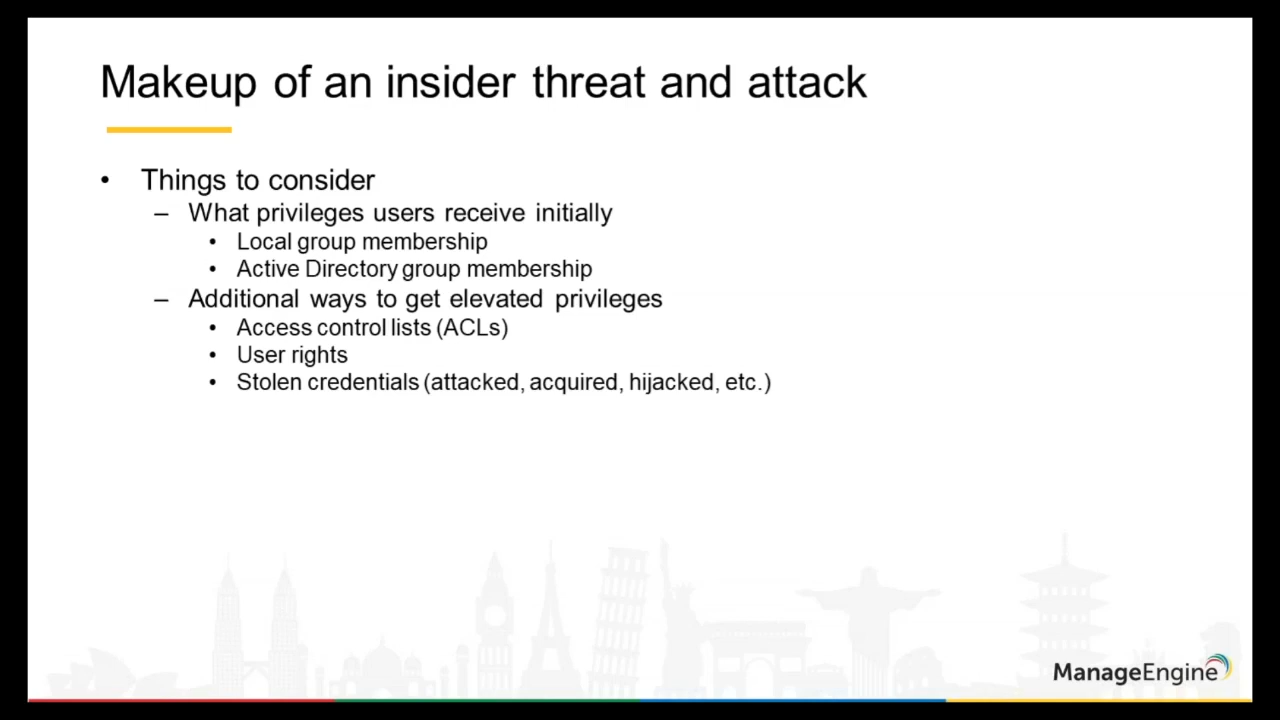 Makeup of an insider threat and attack
• Things to consider
– What privileges users receive initially
• Local group membership
• Active Directory group membership
– Additional ways to get elevated privileges
• Access control lists (ACLs)
• User rights
• Stolen credentials (attacked, acquired, hijacked, etc.)
ManageEngine